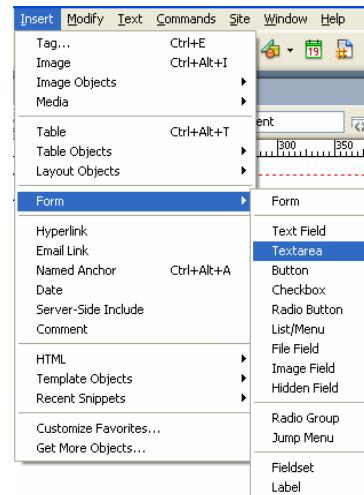 Insert Modify Text Commands Site Window Help
Tag... Ctrl+E
Image Ctrl+Alt+I
Image Objects
Media
Table Ctrl+Alt+T
Table Objects
Layout Objects
Form
Hyperlink
Email Link
Named Anchor Ctrl+Alt+A
Date
Server-Side Include
Comment
HTML
Template Objects
Recent Snippets
Customize Favorites...
Get More Objects...
19
ent
300 350
Form
Text Field
Textarea
Button
Checkbox
Radio Button
List/Menu
File Field
Image Field
Hidden Field
Radio Group
Jump Menu
Fieldset
Label